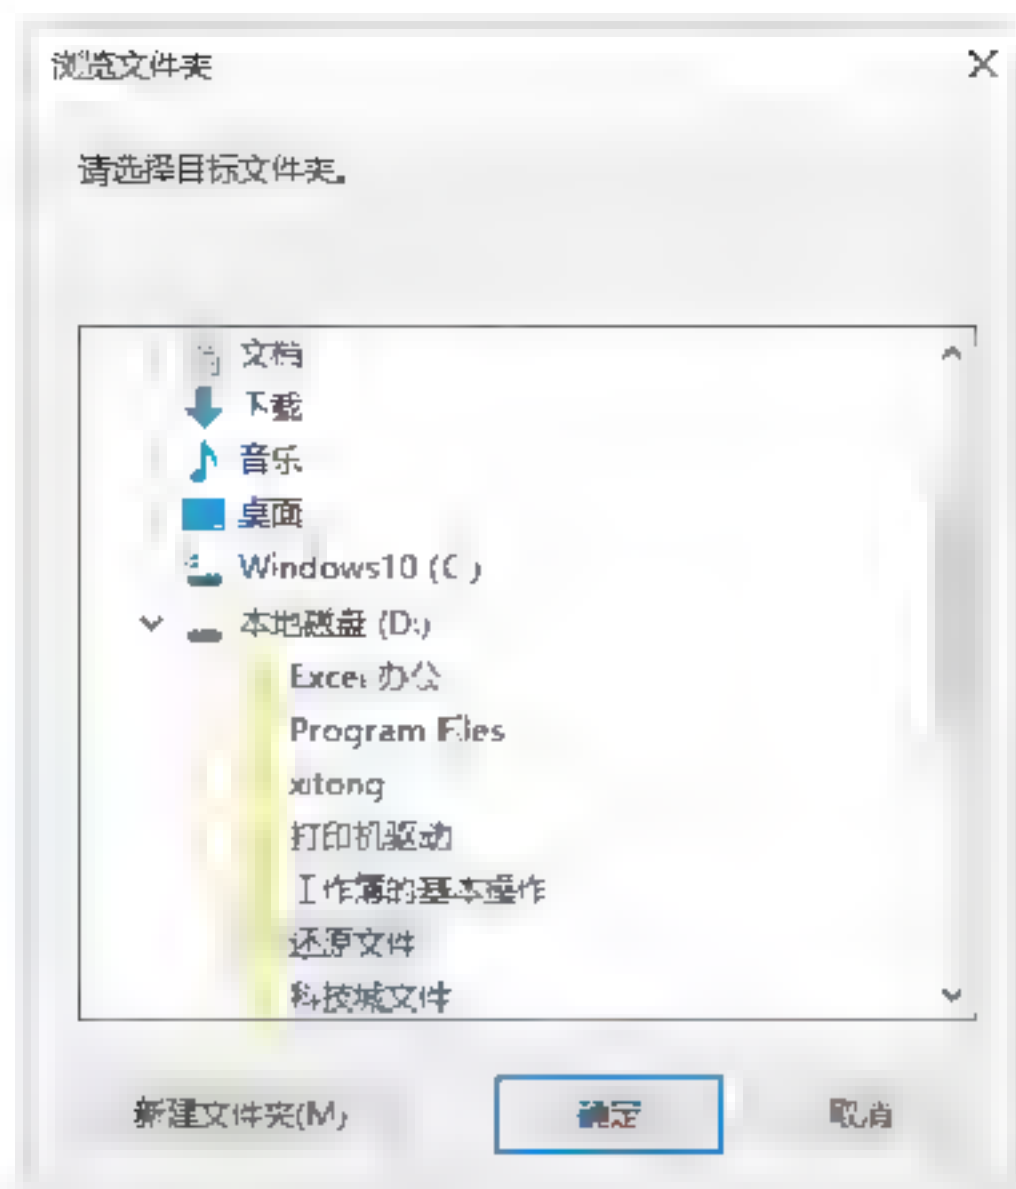 浏览文件夹
请选择目标文件夹。
文档
下载
音乐
桌面
Windows10 (C:)
本地磁盘 (D:)
Excel 办公
Program Files
xitong
打印机驱动
工作簿的基本操作
还原文件
科技城文件
新建文件夹(M)
确定
取消